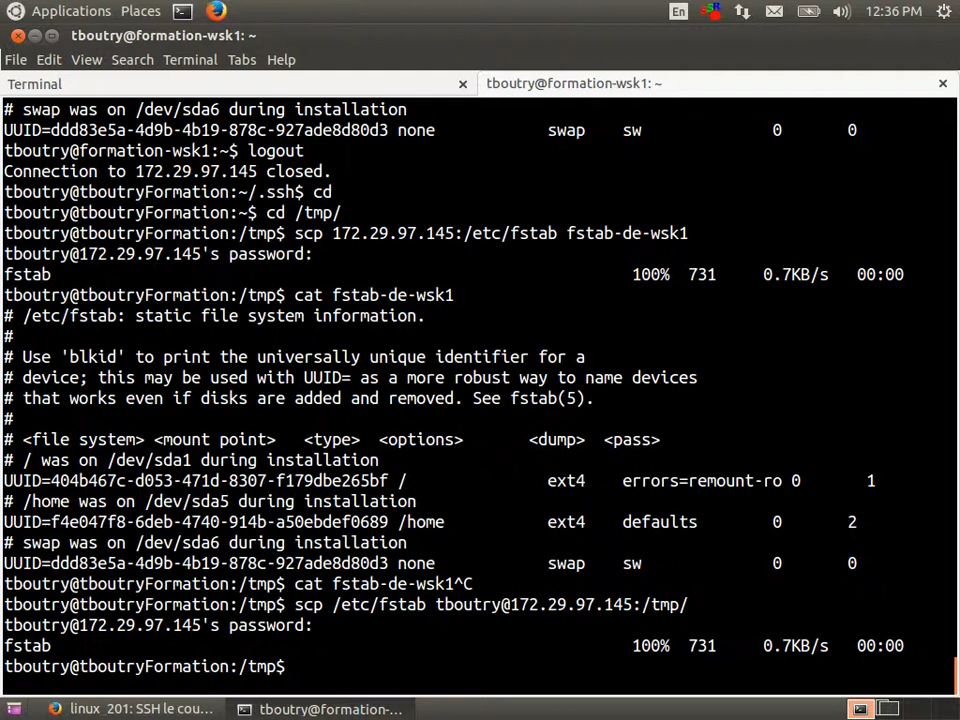 Applications Places En 12:36 PM
tboutry@formation-wsk1: ~
File Edit View Search Terminal Tabs Help
Terminal × tboutry@formation-wsk1: ~ ×
# swap was on /dev/sda6 during installation
UUID=ddd83e5a-4d9b-4b19-878c-927ade8d80d3 none swap sw 0 0
tboutry@formation-wsk1:~$ logout
Connection to 172.29.97.145 closed.
tboutry@tboutryFormation:~/.ssh$ cd
tboutry@tboutryFormation:~$ cd /tmp/
tboutry@tboutryFormation:/tmp$ scp 172.29.97.145:/etc/fstab fstab-de-wsk1
tboutry@172.29.97.145's password:
fstab 100% 731 0.7KB/s 00:00
tboutry@tboutryFormation:/tmp$ cat fstab-de-wsk1
# /etc/fstab: static file system information.
#
# Use 'blkid' to print the universally unique identifier for a
# device; this may be used with UUID= as a more robust way to name devices
# that works even if disks are added and removed. See fstab(5).
#
# <file system> <mount point> <type> <options> <dump> <pass>
# / was on /dev/sda1 during installation
UUID=404b467c-d053-471d-8307-f179dbe265bf / ext4 errors=remount-ro 0 1
# /home was on /dev/sda5 during installation
UUID=f4e047f8-6deb-4740-914b-a50ebdef0689 /home ext4 defaults 0 2
# swap was on /dev/sda6 during installation
UUID=ddd83e5a-4d9b-4b19-878c-927ade8d80d3 none swap sw 0 0
tboutry@tboutryFormation:/tmp$ cat fstab-de-wsk1^C
tboutry@tboutryFormation:/tmp$ scp /etc/fstab tboutry@172.29.97.145:/tmp/
tboutry@172.29.97.145's password:
fstab 100% 731 0.7KB/s 00:00
tboutry@tboutryFormation:/tmp$
linux_201: SSH le cou... tboutry@formation-...